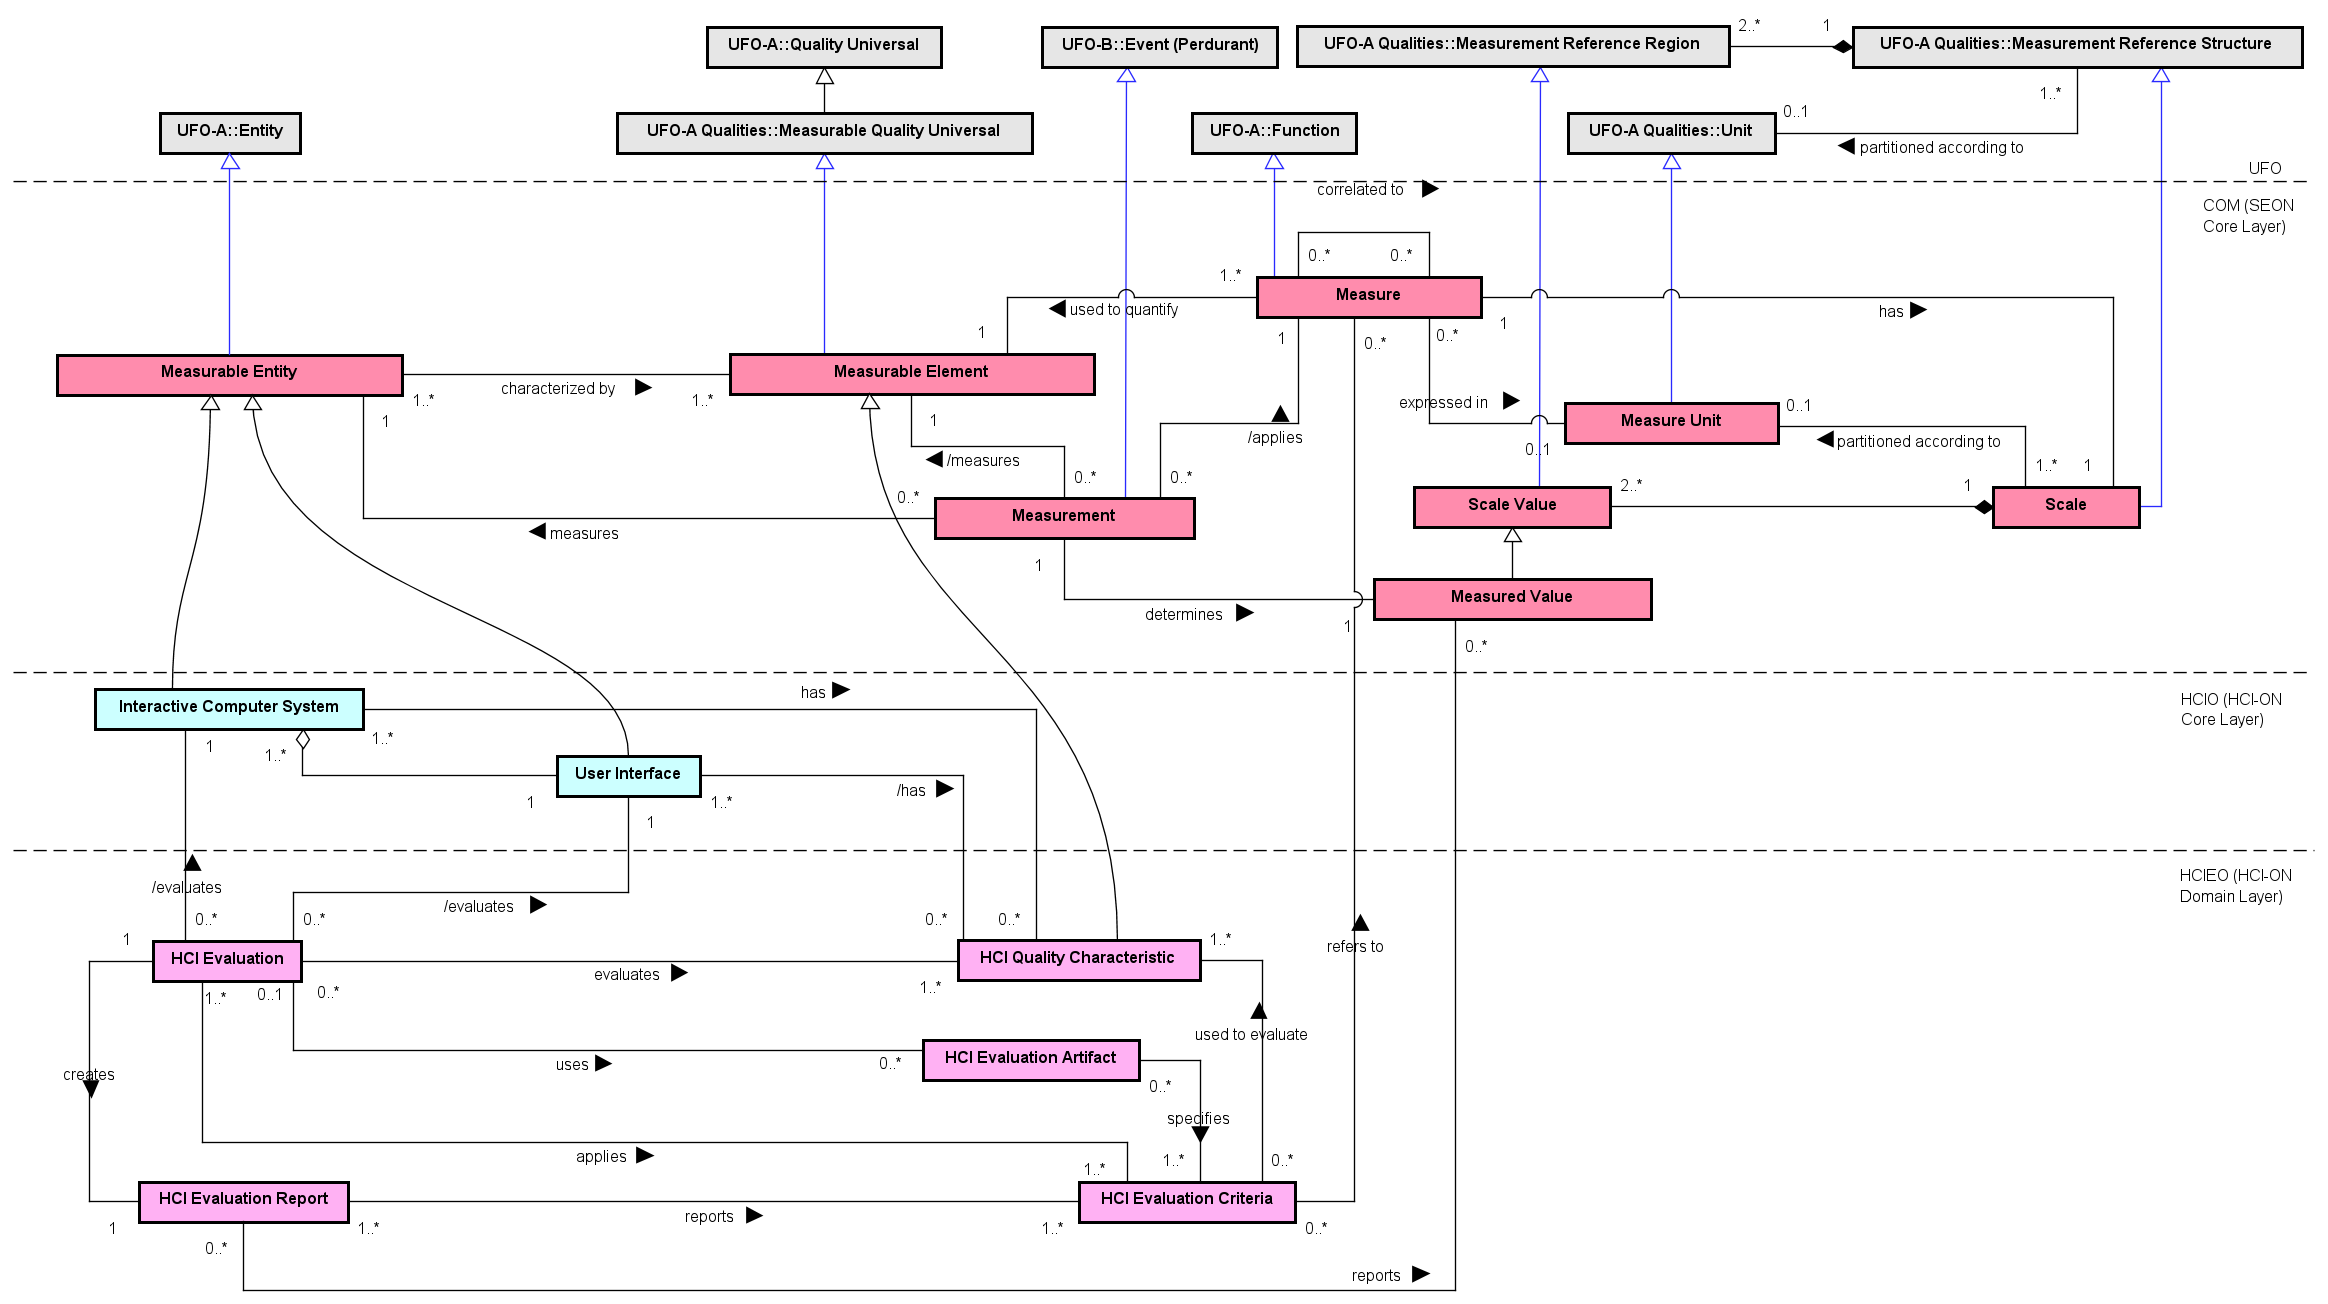 2..*
1
UFO-A::Quality Universal
UFO-B::Event (Perdurant)
UFO-A Qualities::Measurement Reference Region
UFO-A Qualities::Measurement Reference Structure
1..*
0..1
UFO-A::Entity
UFO-A Qualities::Measurable Quality Universal
UFO-A::Function
UFO-A Qualities::Unit
partitioned according to
UFO
correlated to
COM (SEON
Core Layer)
0..*
0..*
1..*
Measure
used to quantify
has
1
1
1
0..*
0..*
Measurable Entity
Measurable Element
characterized by
1..*
1..*
expressed in
0..1
1
1
Measure Unit
/applies
partitioned according to
0..1
/measures
1..*
1
0..*
0..*
2..*
1
0..*
Scale Value
Scale
Measurement
measures
1
Measured Value
determines
1
0..*
has
HCIO (HCI-ON
Core Layer)
Interactive Computer System
1
1..*
1..*
User Interface
/has
1
1..*
1
HCIEO (HCI-ON
Domain Layer)
/evaluates
/evaluates
0..*
0..*
0..*
0..*
1
1..*
refers to
HCI Evaluation
HCI Quality Characteristic
evaluates
1..*
1..*
0..1
0..*
used to evaluate
HCI Evaluation Artifact
uses
0..*
creates
0..*
specifies
applies
1..*
1..*
0..*
HCI Evaluation Report
HCI Evaluation Criteria
reports
1
1..*
1..*
0..*
0..*
reports